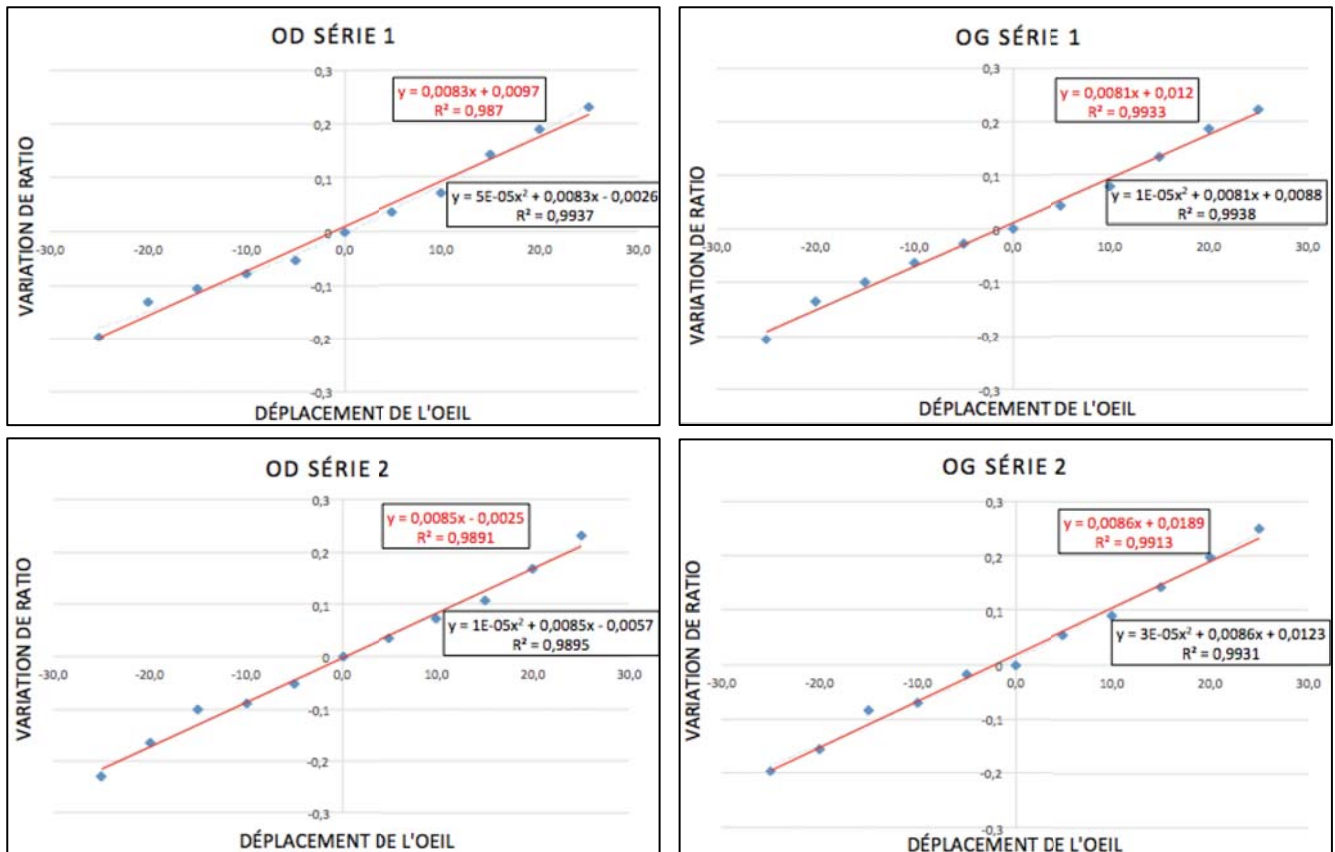 OD SÉRIE 1
0,3
y = 0,0083x + 0,0097
R² = 0,987
0,2
0,1
y = 5E-05x² + 0,0083x - 0,0026
R² = 0,9937
0
-30,0 -20,0 -10,0 0,0 10,0 20,0 30,0
-0,1
-0,2
-0,3
VARIATION DE RATIO
DÉPLACEMENT DE L'OEIL
OG SÉRIE 1
0,3
y = 0,0081x + 0,012
R² = 0,9933
0,2
0,1
y = 1E-05x² + 0,0081x + 0,0088
R² = 0,9938
0
-30,0 -20,0 -10,0 0,0 10,0 20,0 30,0
-0,1
-0,2
-0,3
VARIATION DE RATIO
DÉPLACEMENT DE L'OEIL
OD SÉRIE 2
0,3
y = 0,0085x - 0,0025
R² = 0,9891
0,2
0,1
y = 1E-05x² + 0,0085x - 0,0057
R² = 0,9895
0
-30,0 -20,0 -10,0 0,0 10,0 20,0 30,0
-0,1
-0,2
-0,3
VARIATION DE RATIO
DÉPLACEMENT DE L'OEIL
OG SÉRIE 2
0,3
y = 0,0086x + 0,0189
R² = 0,9913
0,2
0,1
y = 3E-05x² + 0,0086x + 0,0123
R² = 0,9931
0
-30,0 -20,0 -10,0 0,0 10,0 20,0 30,0
-0,1
-0,2
-0,3
VARIATION DE RATIO
DÉPLACEMENT DE L'OEIL